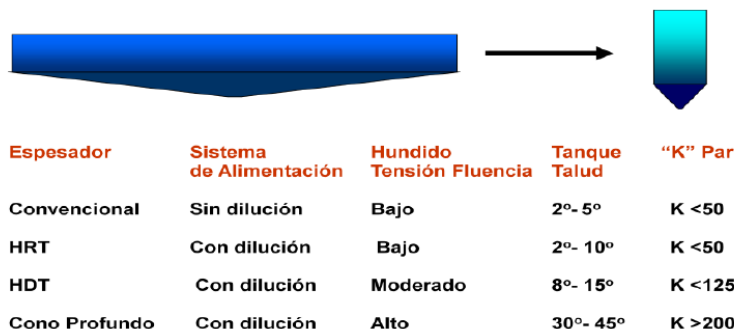 Espesador Sistema de Alimentación Hundido Tensión Fluencia Tanque Talud “K” Par
Convencional Sin dilución Bajo 2º- 5º K <50
HRT Con dilución Bajo 2º- 10º K <50
HDT Con dilución Moderado 8º- 15º K <125
Cono Profundo Con dilución Alto 30º- 45º K >200